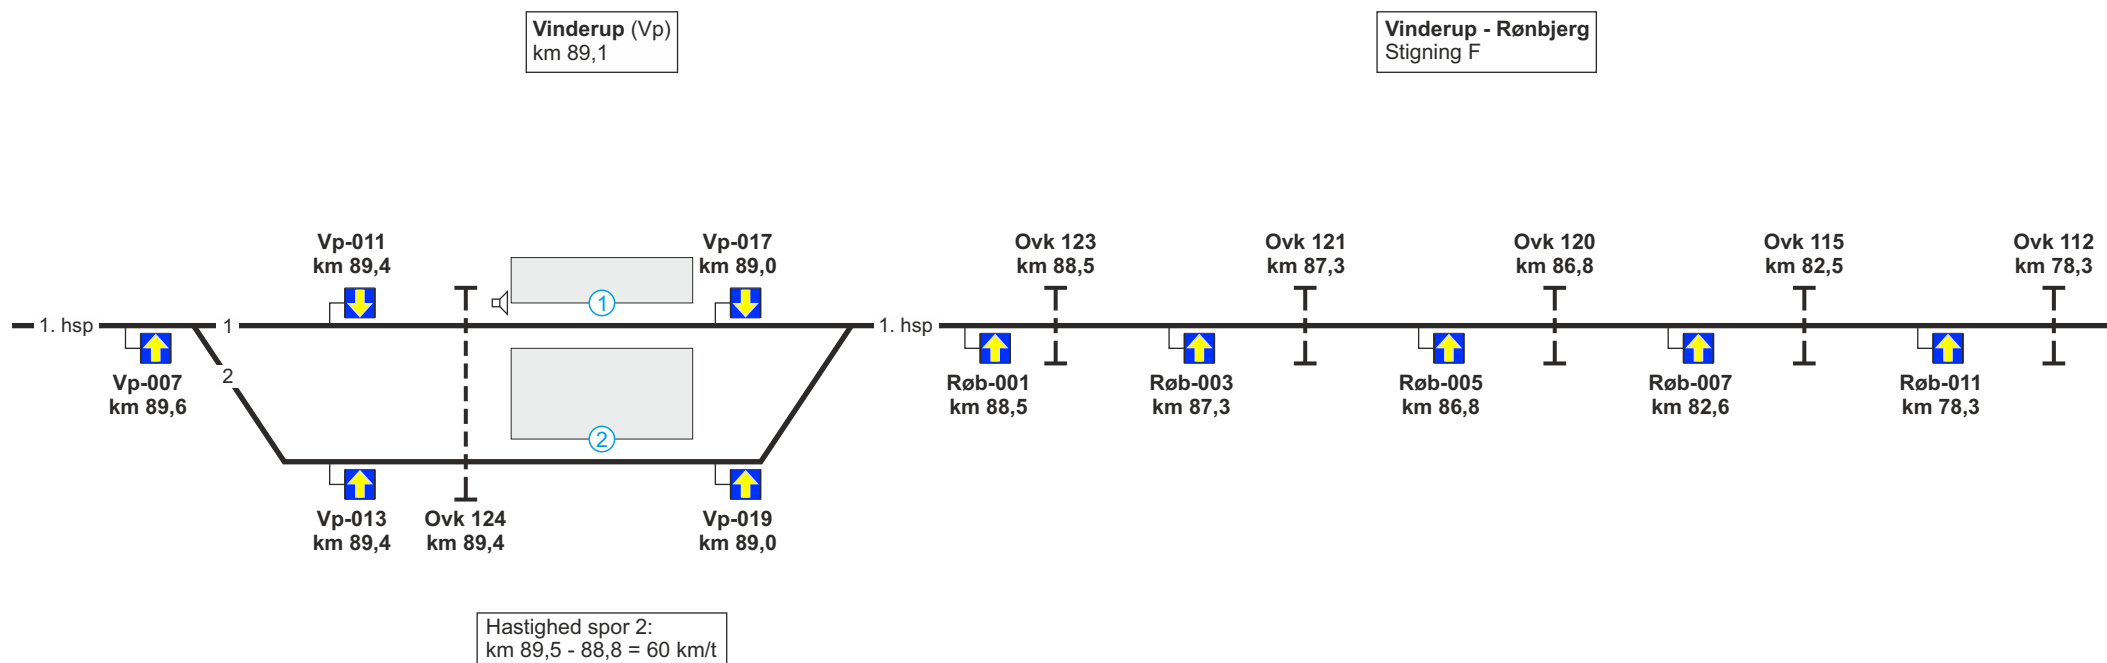 Vinderup (Vp)
km 89,1
Vinderup - Rønbjerg
Stigning F
Vp-011
km 89,4
Vp-017
km 89,0
Ovk 123
km 88,5
Ovk 121
km 87,3
Ovk 120
km 86,8
Ovk 115
km 82,5
Ovk 112
km 78,3
1
1. hsp
1
1. hsp
2
Vp-007
km 89,6
Røb-001
km 88,5
Røb-003
km 87,3
Røb-005
km 86,8
Røb-007
km 82,6
Røb-011
km 78,3
2
Vp-013
km 89,4
Ovk 124
km 89,4
Vp-019
km 89,0
Hastighed spor 2:
km 89,5 - 88,8 = 60 km/t